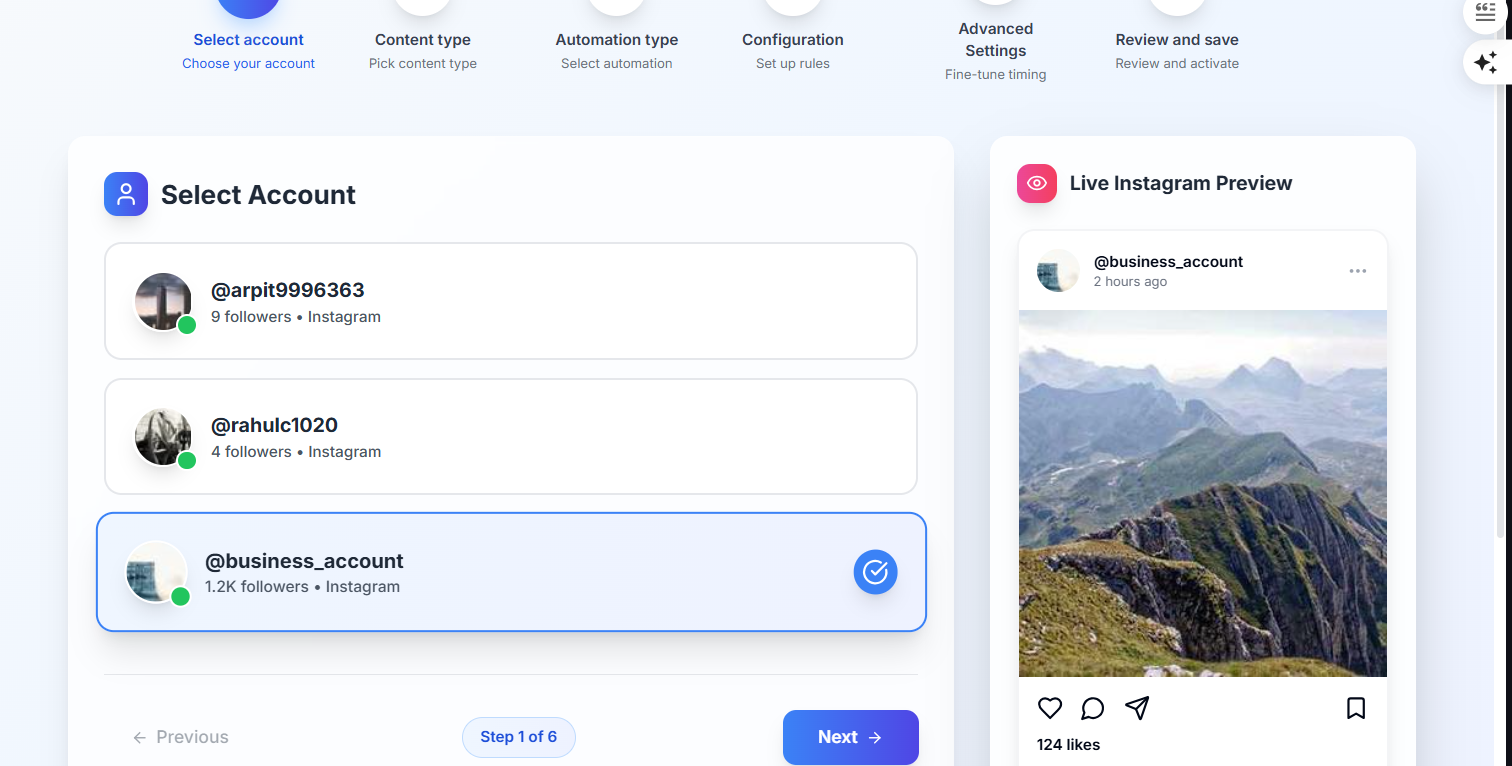 Select account
Choose your account
Content type
Pick content type
Automation type
Select automation
Configuration
Set up rules
Advanced
Settings
Fine-tune timing
Review and save
Review and activate
Select Account
@arpit9996363
9 followers • Instagram
@rahulc1020
4 followers • Instagram
@business_account
1.2K followers • Instagram
← Previous
Step 1 of 6
Next →
Live Instagram Preview
@business_account
2 hours ago
124 likes